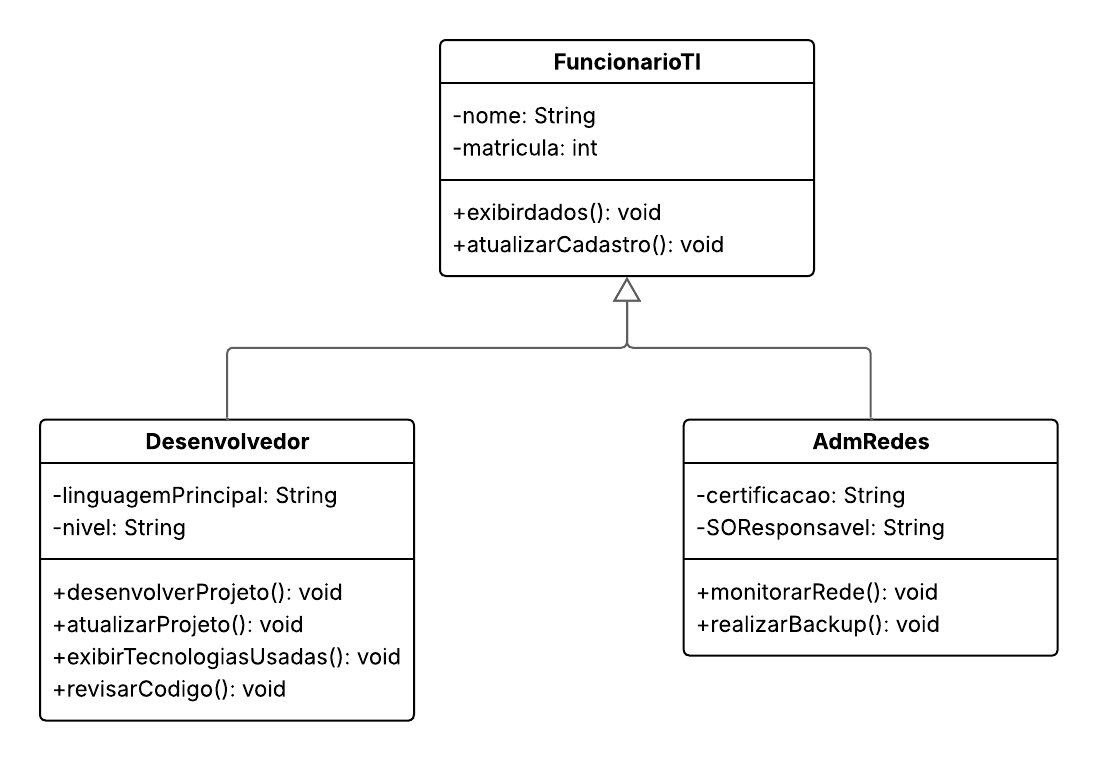 FuncionarioTI
-nome: String
-matricula: int
+exibirdados(): void
+atualizarCadastro(): void
Desenvolvedor
-linguagemPrincipal: String
-nivel: String
+desenvolverProjeto(): void
+atualizarProjeto(): void
+exibirTecnologiasUsadas(): void
+revisarCodigo(): void
AdmRedes
-certificacao: String
-SOResponsavel: String
+monitorarRede(): void
+realizarBackup(): void